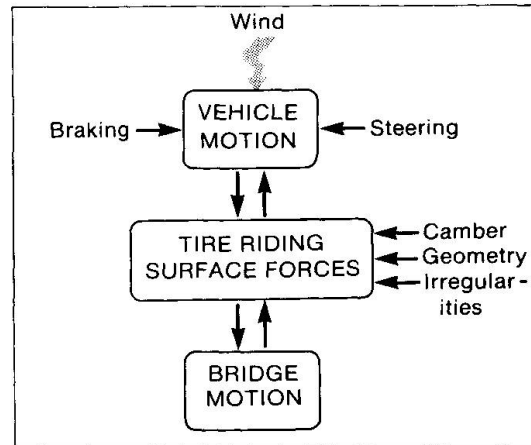 Wind
VEHICLE
MOTION
Braking
Steering
TIRE RIDING
SURFACE FORCES
Camber
Geometry
Irregular-
ities
BRIDGE
MOTION